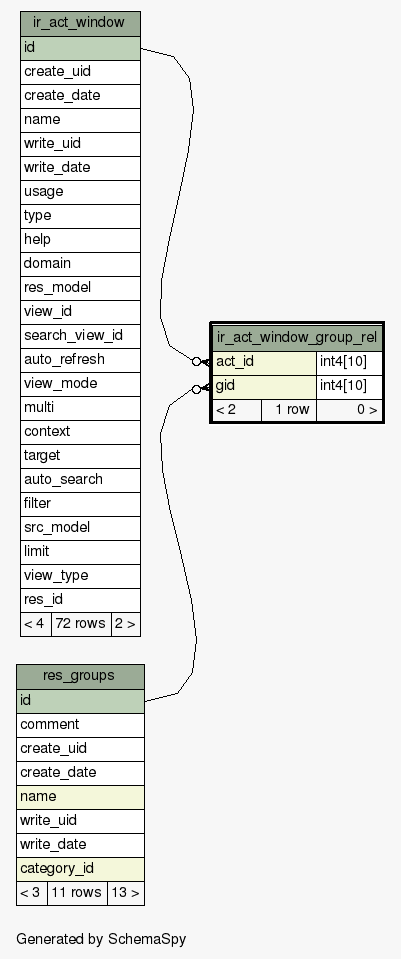 ir_act_window
id
create_uid
create_date
name
write_uid
write_date
usage
type
help
domain
res_model
view_id
search_view_id
auto_refresh
view_mode
multi
context
target
auto_search
filter
src_model
limit
view_type
res_id
< 4 72 rows 2 >
ir_act_window_group_rel
act_id int4[10]
gid int4[10]
< 2 1 row 0 >
res_groups
id
comment
create_uid
create_date
name
write_uid
write_date
category_id
< 3 11 rows 13 >
Generated by SchemaSpy